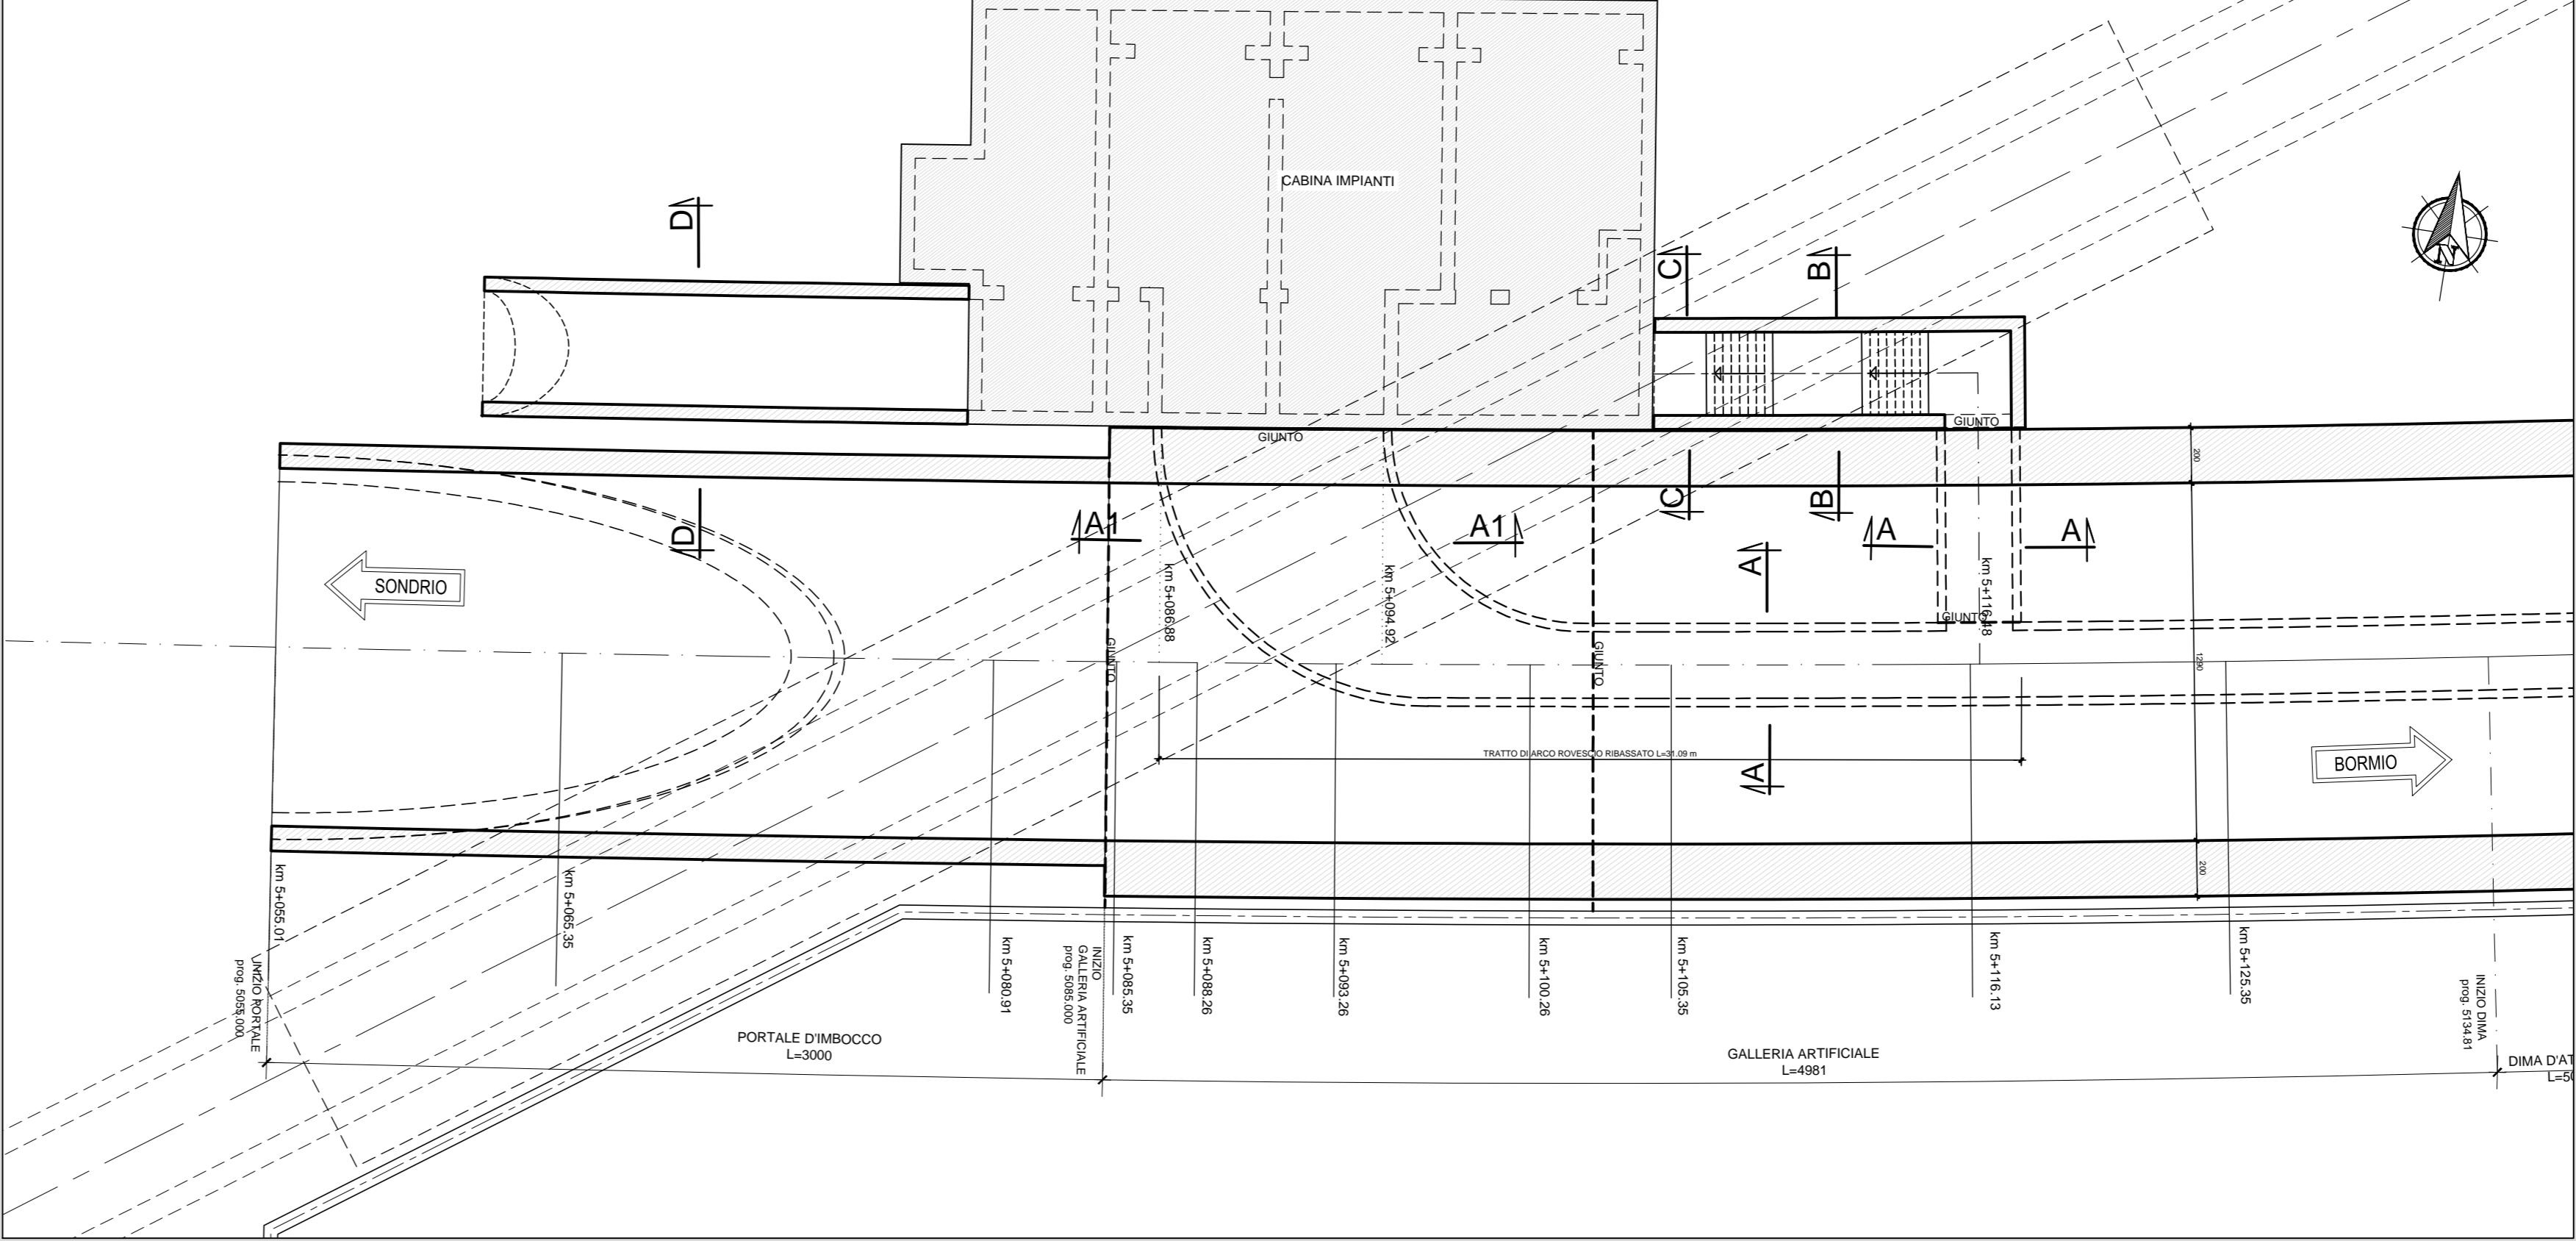 CABINA IMPIANTI
D
C
B
N
GIUNTO
GIUNTO
D
A1
A1
C
B
A
A
A
SONDRIO
km 5+086.88
km 5+094.92
km 5+116.48
GIUNTO
GIUNTO
GIUNTO
200
1290
200
TRATTO DI ARCO ROVESCIO RIBASSATO L=31.09 m
A
BORMIO
km 5+055.01
km 5+065.35
km 5+080.91
km 5+085.35
km 5+088.26
km 5+093.26
km 5+100.26
km 5+105.35
km 5+116.13
km 5+125.35
INIZIO PORTALE
prog. 5055.000
INIZIO
GALLERIA ARTIFICIALE
prog. 5085.000
INIZIO DIMA
prog. 5134.81
PORTALE D'IMBOCCO
L=3000
GALLERIA ARTIFICIALE
L=4981
DIMA D'AT
L=50